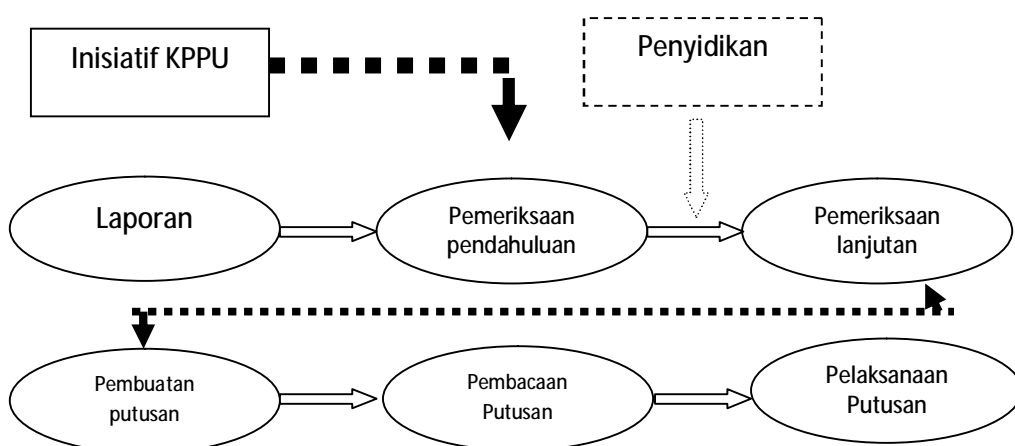 Inisiatif KPPU
Penyidikan
Laporan
Pemeriksaan
pendahuluan
Pemeriksaan
lanjutan
Pembuatan
putusan
Pembacaan
Putusan
Pelaksanaan
Putusan